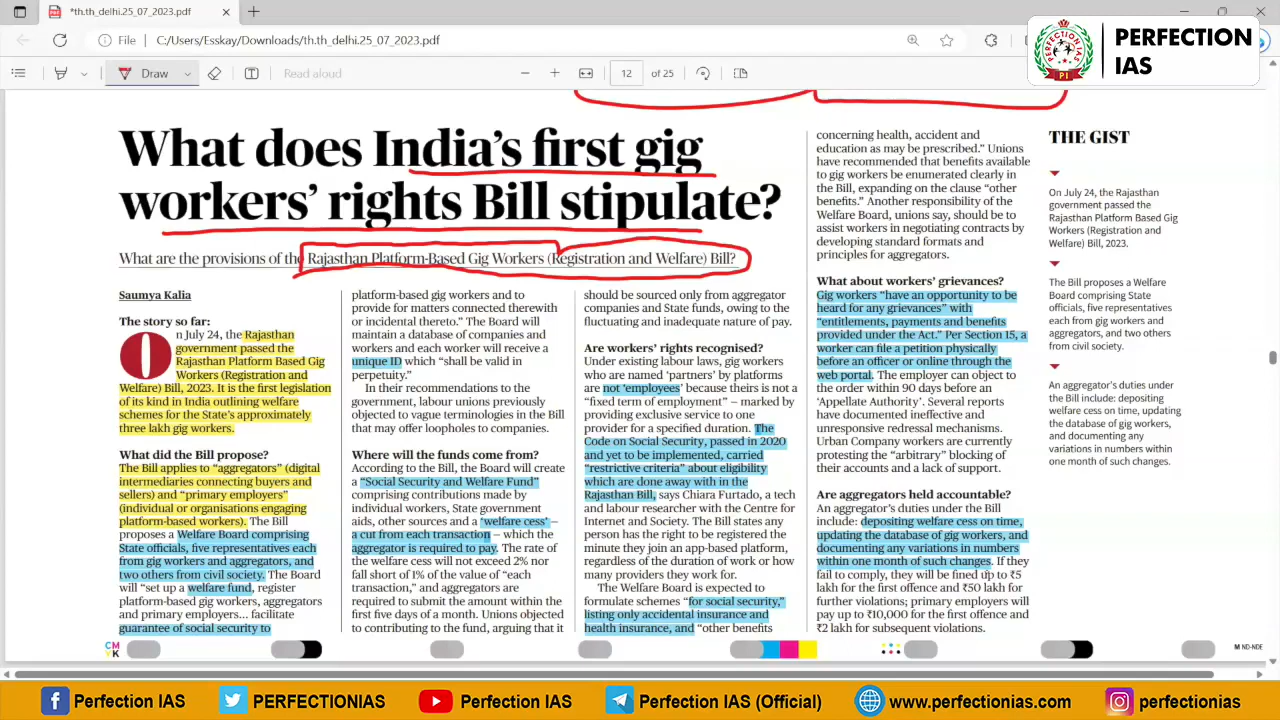 *th.th_delhi.25_07_2023.pdf
File
C:/Users/Esskay/Downloads/th.th_delhi.25_07_2023.pdf
PERFECTION
IAS
Draw
Read aloud
12
of 25
What does India's first gig
workers' rights Bill stipulate?
What are the provisions of the Rajasthan Platform-Based Gig Workers (Registration and Welfare) Bill?
Saumya Kalia
The story so far:
On July 24, the Rajasthan
government passed the
Rajasthan Platform Based Gig
Workers (Registration and
Welfare) Bill, 2023. It is the first legislation
of its kind in India outlining welfare
schemes for the State's approximately
three lakh gig workers.
What did the Bill propose?
The Bill applies to "aggregators" (digital
intermediaries connecting buyers and
sellers) and "primary employers"
(individual or organisations engaging
platform-based workers). The Bill
proposes a Welfare Board comprising
State officials, five representatives each
from gig workers and aggregators, and
two others from civil society. The Board
will "set up a welfare fund, register
platform-based gig workers, aggregators
and primary employers... facilitate
guarantee of social security to
platform-based gig workers and to
provide for matters connected therewith
or incidental thereto." The Board will
maintain a database of companies and
workers and each worker will receive a
unique ID which "shall be valid in
perpetuity."
In their recommendations to the
government, labour unions previously
objected to vague terminologies in the Bill
that may offer loopholes to companies.
Where will the funds come from?
According to the Bill, the Board will create
a "Social Security and Welfare Fund"
comprising contributions made by
individual workers, State government
aids, other sources and a 'welfare cess' —
a cut from each transaction — which the
aggregator is required to pay. The rate of
the welfare cess will not exceed 2% nor
fall short of 1% of the value of "each
transaction," and aggregators are
required to submit the amount within the
first five days of a month. Unions objected
to contributing to the fund, arguing that it
should be sourced only from aggregator
companies and State funds, owing to the
fluctuating and inadequate nature of pay.
Are workers' rights recognised?
Under existing labour laws, gig workers
who are named 'partners' by platforms
are not 'employees' because theirs is not a
"fixed term of employment" — marked by
providing exclusive service to one
provider for a specified duration. The
Code on Social Security, passed in 2020
and yet to be implemented, carried
"restrictive criteria" about eligibility
which are done away with in the
Rajasthan Bill, says Chiara Furtado, a tech
and labour researcher with the Centre for
Internet and Society. The Bill states any
person has the right to be registered the
minute they join an app-based platform,
regardless of the duration of work or how
many providers they work for.
The Welfare Board is expected to
formulate schemes "for social security,"
listing only accidental insurance and
health insurance, and "other benefits
concerning health, accident and
education as may be prescribed." Unions
have recommended that benefits available
to gig workers be enumerated clearly in
the Bill, expanding on the clause "other
benefits." Another responsibility of the
Welfare Board, unions say, should be to
assist workers in negotiating contracts by
developing standard formats and
principles for aggregators.
What about workers' grievances?
Gig workers "have an opportunity to be
heard for any grievances" with
"entitlements, payments and benefits
provided under the Act." Per Section 15, a
worker can file a petition physically
before an officer or online through the
web portal. The employer can object to
the order within 90 days before an
'Appellate Authority'. Several reports
have documented ineffective and
unresponsive redressal mechanisms.
Urban Company workers are currently
protesting the "arbitrary" blocking of
their accounts and a lack of support.
Are aggregators held accountable?
An aggregator's duties under the Bill
include: depositing welfare cess on time,
updating the database of gig workers, and
documenting any variations in numbers
within one month of such changes. If they
fail to comply, they will be fined up to ₹5
lakh for the first offence and ₹50 lakh for
further violations; primary employers will
pay up to ₹10,000 for the first offence and
₹2 lakh for subsequent violations.
THE GIST
On July 24, the Rajasthan
government passed the
Rajasthan Platform Based Gig
Workers (Registration and
Welfare) Bill, 2023.
The Bill proposes a Welfare
Board comprising State
officials, five representatives
each from gig workers and
aggregators, and two others
from civil society.
An aggregator's duties under
the Bill include: depositing
welfare cess on time, updating
the database of gig workers,
and documenting any
variations in numbers within
one month of such changes.
CM
YK
M ND-NDE
Perfection IAS
PERFECTIONIAS
Perfection IAS
Perfection IAS (Official)
www.perfectionias.com
perfectionias